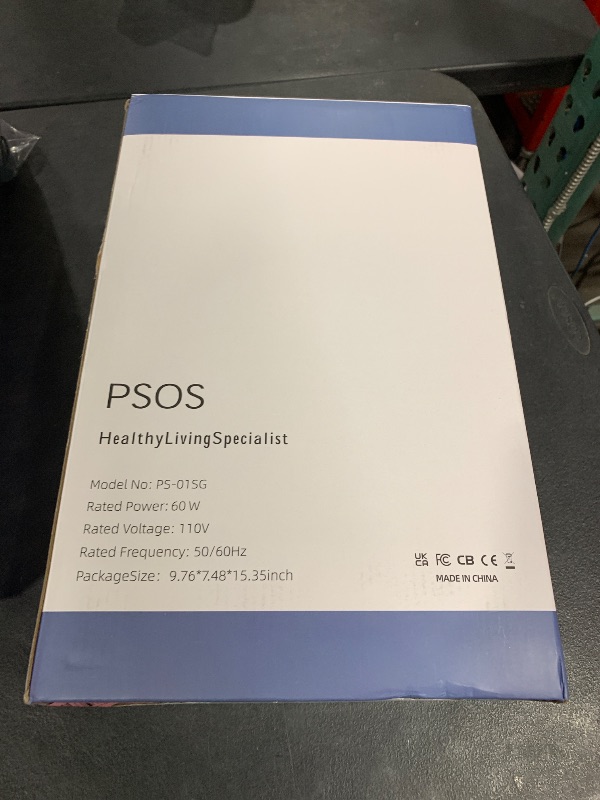 PSOS
HealthyLivingSpecialist
Model No: PS-01SG
Rated Power: 60 W
Rated Voltage: 110V
Rated Frequency: 50/60Hz
PackageSize: 9.76*7.48*15.35inch
UK CA FC CB CE
MADE IN CHINA